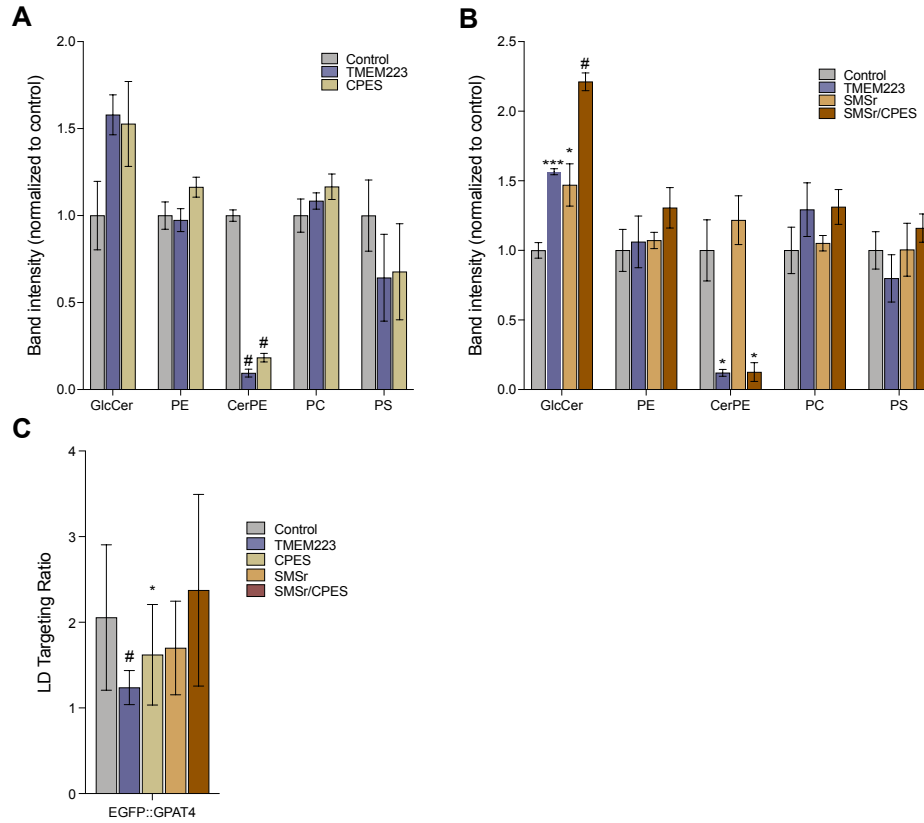 A
Band intensity (normalized to control)
2.0
1.5
1.0
0.5
0.0
Control
TMEM223
CPES
#
#
GlcCer PE CerPE PC PS
B
Band intensity (normalized to control)
2.5
2.0
1.5
1.0
0.5
0.0
Control
TMEM223
SMSr
SMSr/CPES
***
*
#
*
*
GlcCer PE CerPE PC PS
C
LD Targeting Ratio
4
3
2
1
0
Control
TMEM223
CPES
SMSr
SMSr/CPES
#
*
EGFP::GPAT4